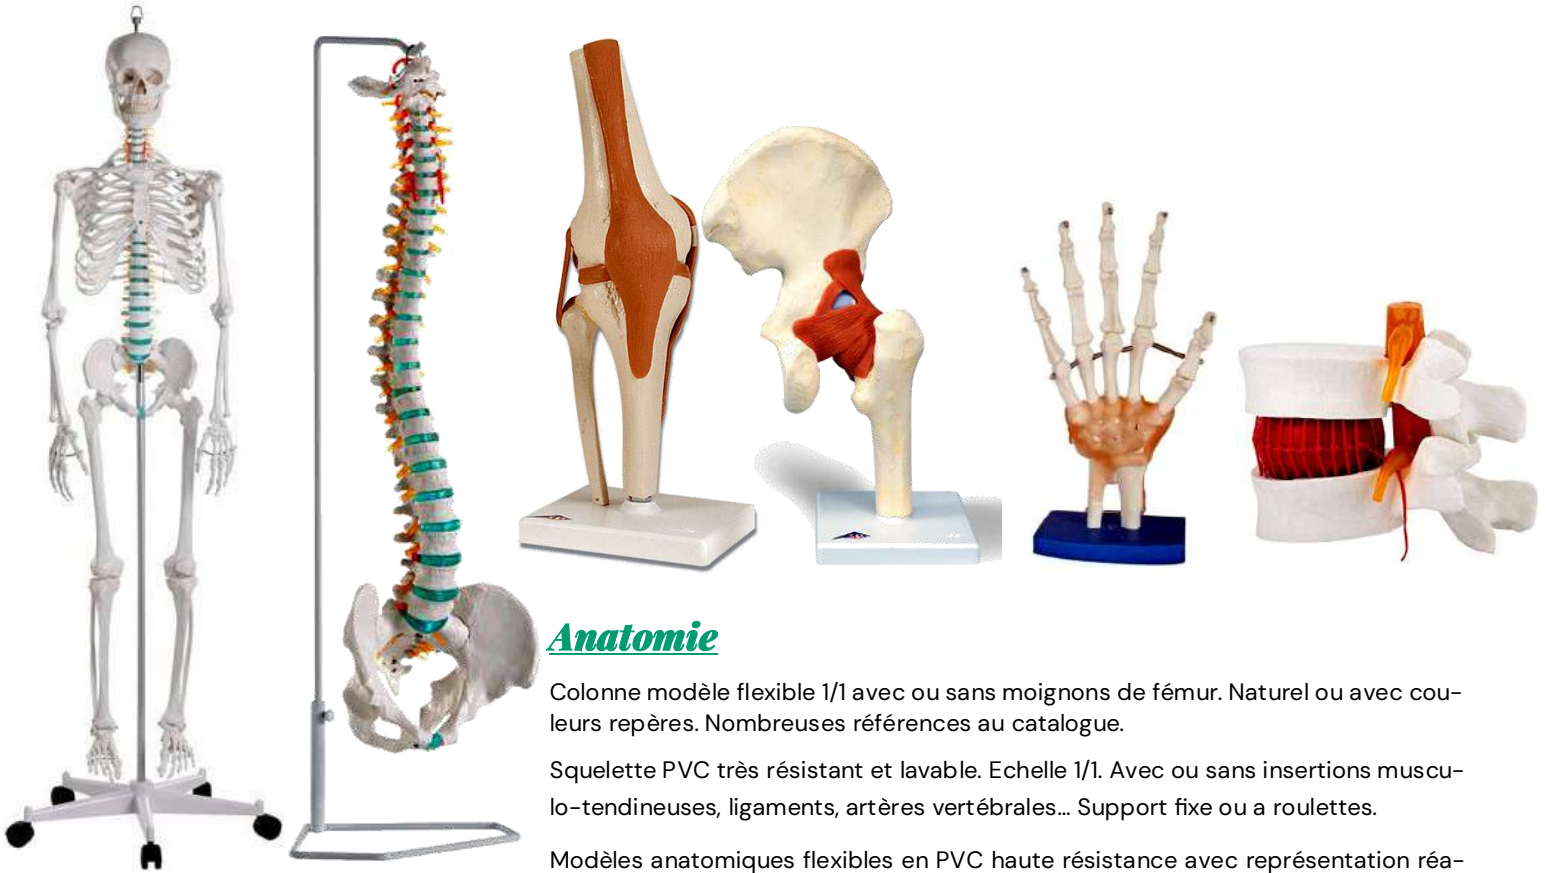 Anatomie
Colonne modèle flexible 1/1 avec ou sans moignons de fémur. Naturel ou avec cou-
leurs repères. Nombreuses références au catalogue.
Squelette PVC très résistant et lavable. Echelle 1/1. Avec ou sans insertions muscu-
lo-tendineuses, ligaments, artères vertébrales... Support fixe ou a roulettes.
Modèles anatomiques flexibles en PVC haute résistance avec représentation réa-